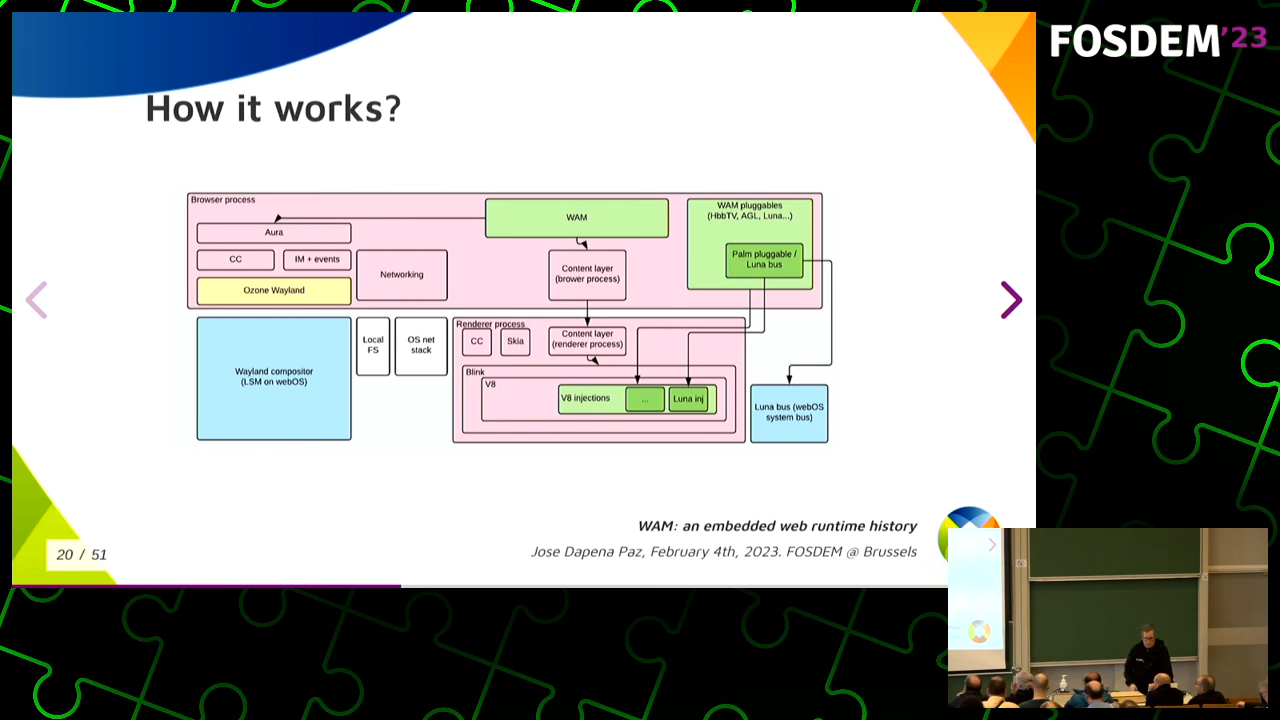 FOSDEM'23
How it works?
Browser process
WAM
WAM pluggables
(HbbTV, AGL, Luna...)
Aura
CC
IM + events
Networking
Content layer
(brower process)
Palm pluggable /
Luna bus
Ozone Wayland
Wayland compositor
(LSM on webOS)
Local
FS
OS net
stack
Renderer process
CC
Skia
Content layer
(renderer process)
Blink
V8
V8 injections
...
Luna inj
Luna bus (webOS
system bus)
WAM: an embedded web runtime history
Jose Dapena Paz, February 4th, 2023. FOSDEM @ Brussels
20 / 51